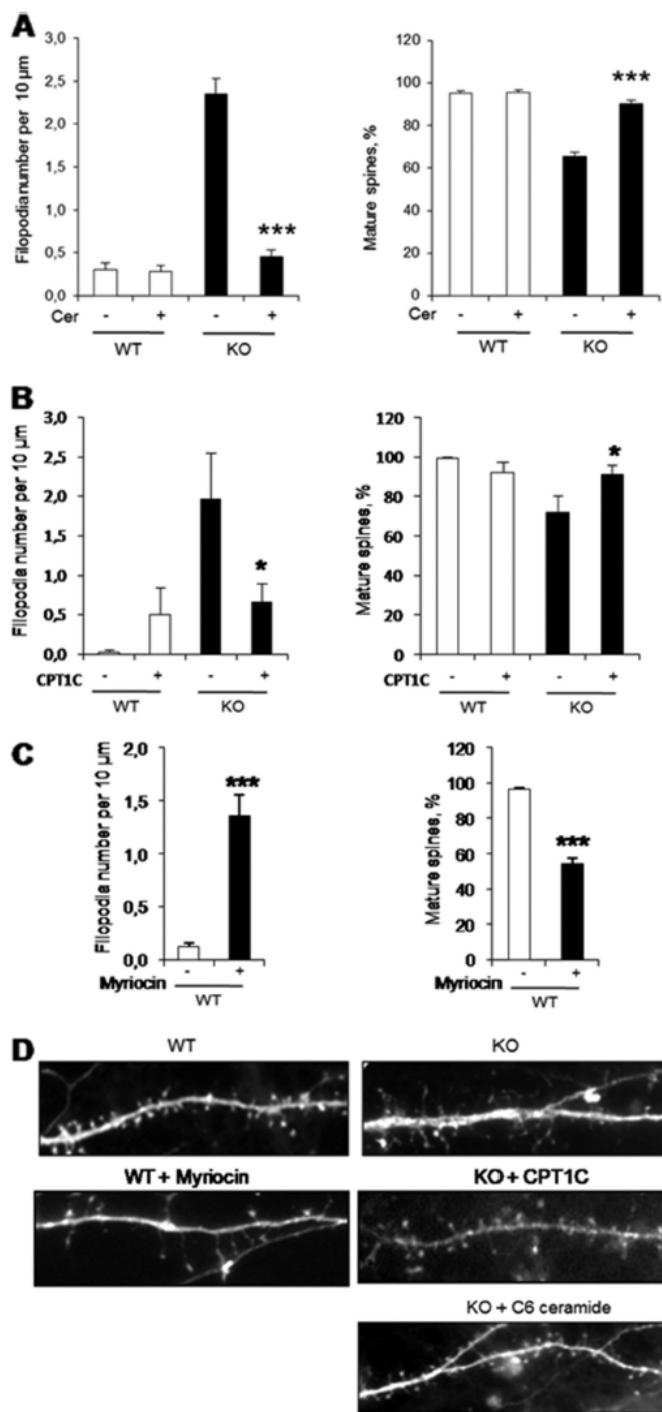 A
Filopodia number per 10 µm
3,0
2,5
2,0
1,5
1,0
0,5
0,0
***
Cer - + - +
WT KO
Mature spines, %
120
100
80
60
40
20
0
***
Cer - + - +
WT KO
B
Filopodia number per 10 µm
3,0
2,5
2,0
1,5
1,0
0,5
0,0
*
CPT1C - + - +
WT KO
Mature spines, %
120
100
80
60
40
20
0
*
CPT1C - + - +
WT KO
C
Filopodia number per 10 µm
2,0
1,5
1,0
0,5
0,0
***
Myriocin - +
WT
Mature spines, %
120
100
80
60
40
20
0
***
Myriocin - +
WT
D
WT KO
WT + Myriocin KO + CPT1C
KO + C6 ceramide